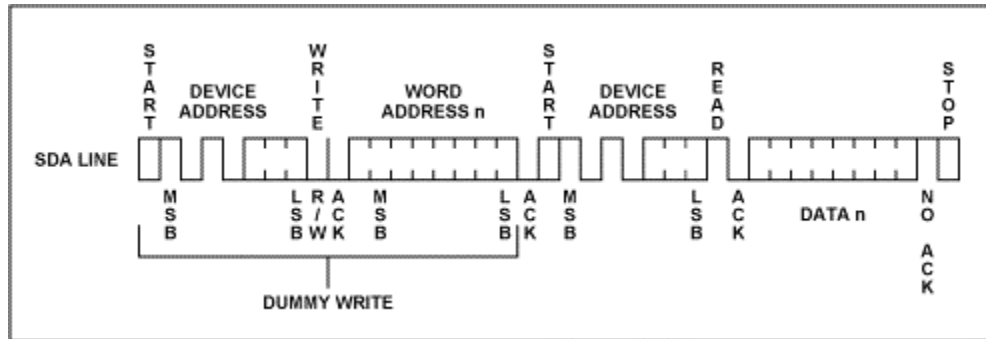 START
DEVICE
ADDRESS
WRITE
WORD
ADDRESS n
START
DEVICE
ADDRESS
READ
STOP
SDA LINE
MSB
LSB
R/W
ACK
MSB
LSB
ACK
MSB
LSB
ACK
DATA n
NO ACK
DUMMY WRITE